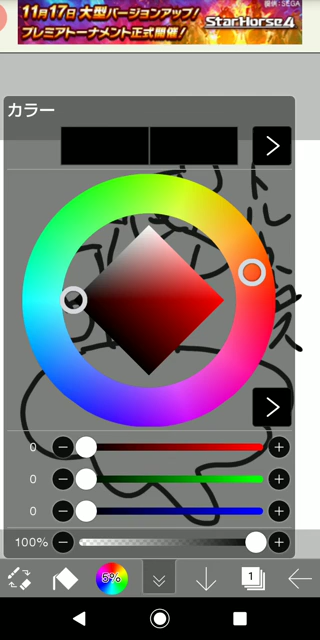 提供：SEGA
11月17日 大型バージョンアップ！
プレミアトーナメント正式開催！
StarHorse4
カラー
0
0
0
100%
5%
1